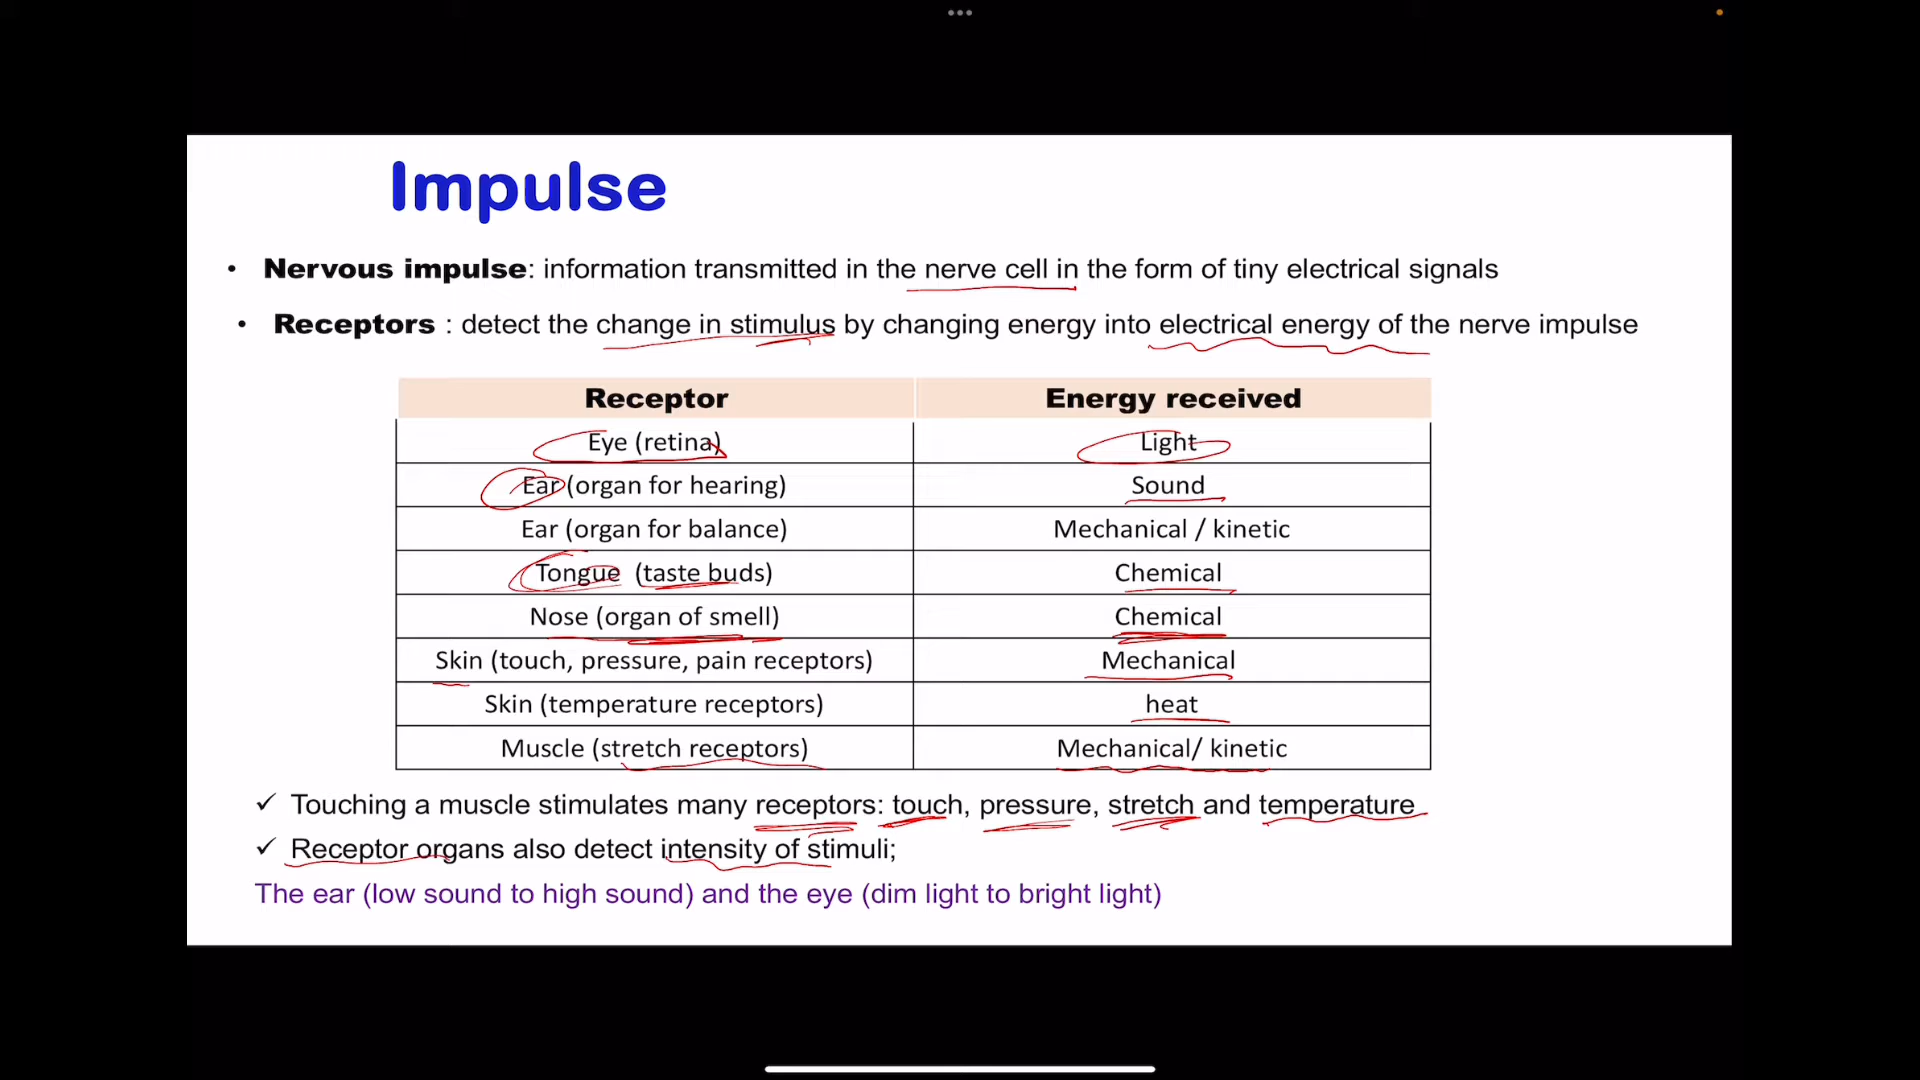 Impulse
• Nervous impulse: information transmitted in the nerve cell in the form of tiny electrical signals
• Receptors : detect the change in stimulus by changing energy into electrical energy of the nerve impulse
Receptor Energy received
Eye (retina) Light
Ear (organ for hearing) Sound
Ear (organ for balance) Mechanical / kinetic
Tongue (taste buds) Chemical
Nose (organ of smell) Chemical
Skin (touch, pressure, pain receptors) Mechanical
Skin (temperature receptors) heat
Muscle (stretch receptors) Mechanical/ kinetic
✓ Touching a muscle stimulates many receptors: touch, pressure, stretch and temperature
✓ Receptor organs also detect intensity of stimuli;
The ear (low sound to high sound) and the eye (dim light to bright light)